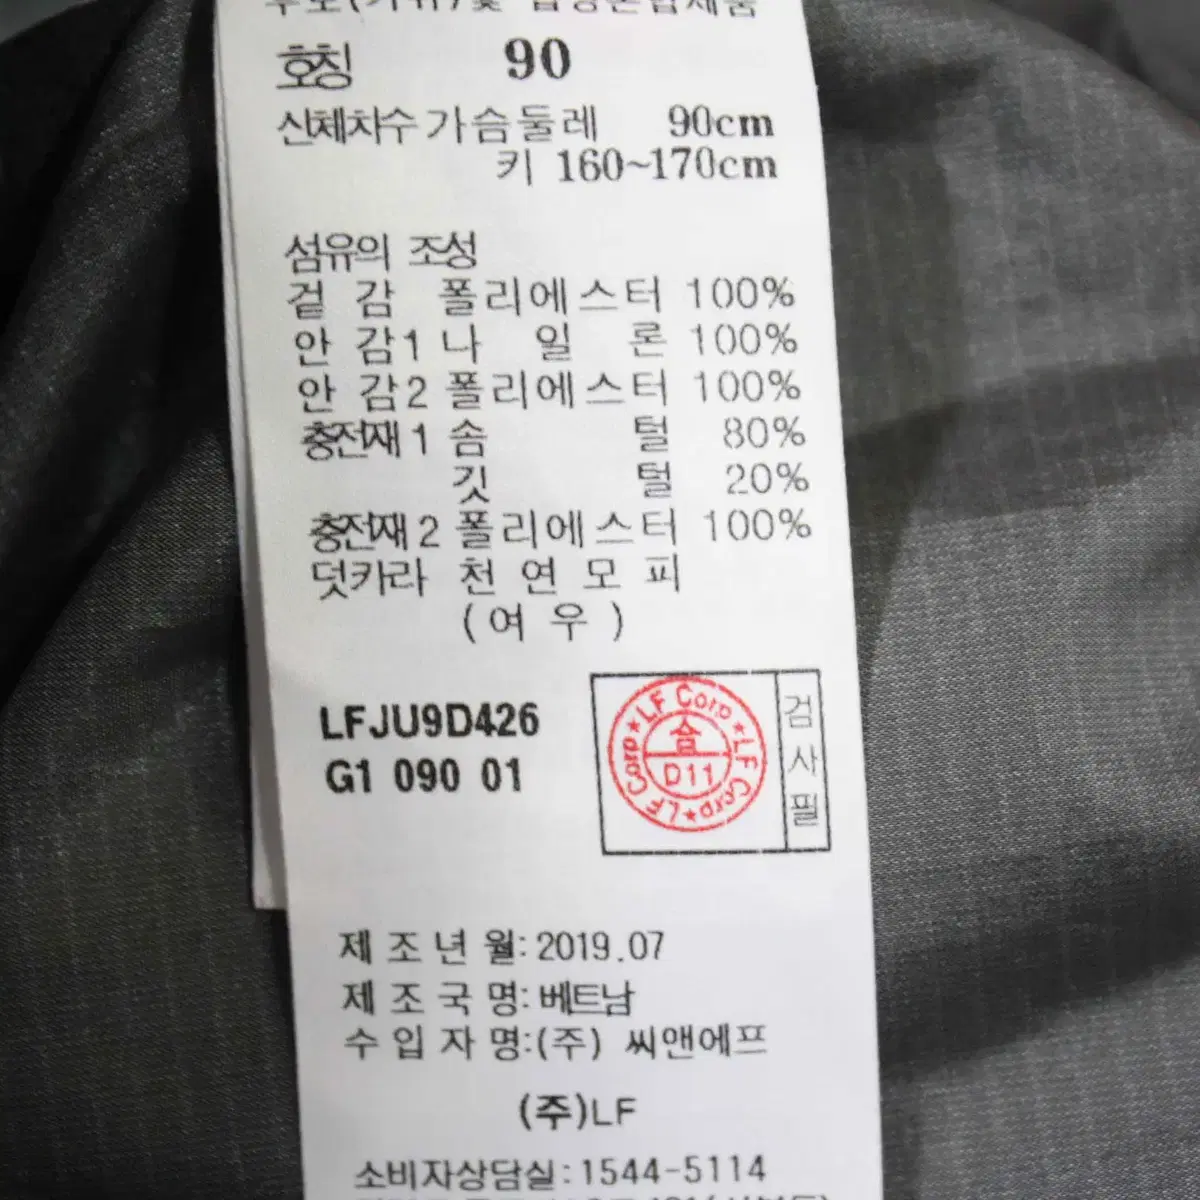 호칭 90
신체치수 가슴둘레 90cm
키 160~170cm
섬유의 조성
겉 감 폴리에스터 100%
안 감1 나 일 론 100%
안 감2 폴리에스터 100%
충전재 1 솜 털 80%
깃 털 20%
충전재 2 폴리에스터 100%
덧카라 천 연 모 피
( 여 우 )
LFJU9D426
G1 090 01
LF Corp ★ LF Corp ★ LF Corp ★
숨
D11
검사필
제 조 년 월: 2019.07
제 조 국 명: 베트남
수 입 자 명:(주) 씨앤에프
(주)LF
소비자상담실: 1544-5114